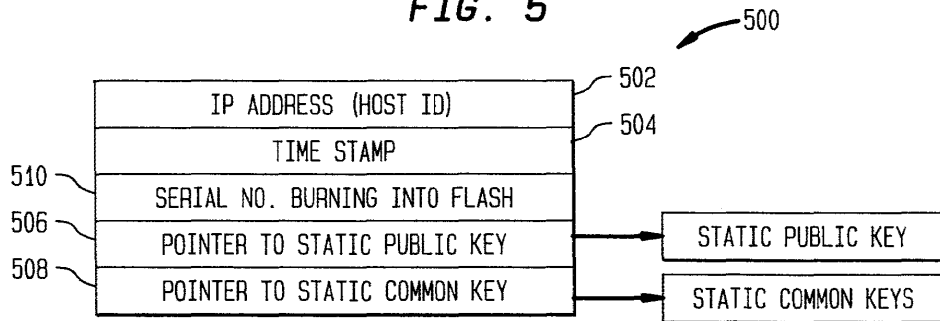 FIG. 5
500
IP ADDRESS (HOST ID)
502
TIME STAMP
504
510
SERIAL NO. BURNING INTO FLASH
506
POINTER TO STATIC PUBLIC KEY
STATIC PUBLIC KEY
508
POINTER TO STATIC COMMON KEY
STATIC COMMON KEYS